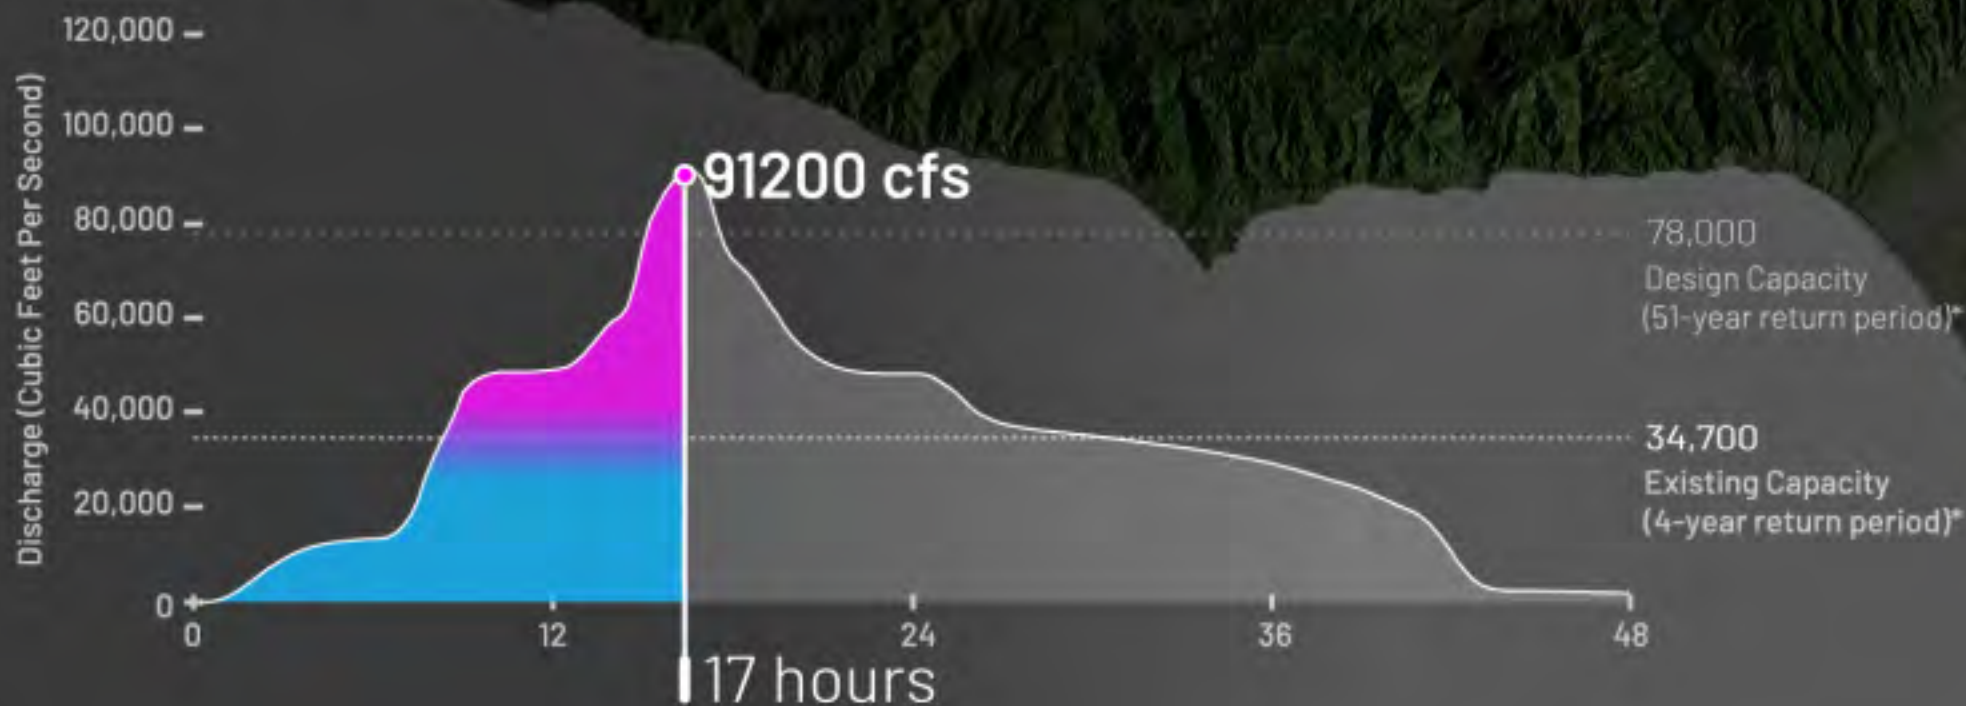 Discharge (Cubic Feet Per Second)
120,000
100,000
80,000
60,000
40,000
20,000
0
91200 cfs
78,000
Design Capacity
(51-year return period)*
34,700
Existing Capacity
(4-year return period)*
0
12
24
36
48
17 hours